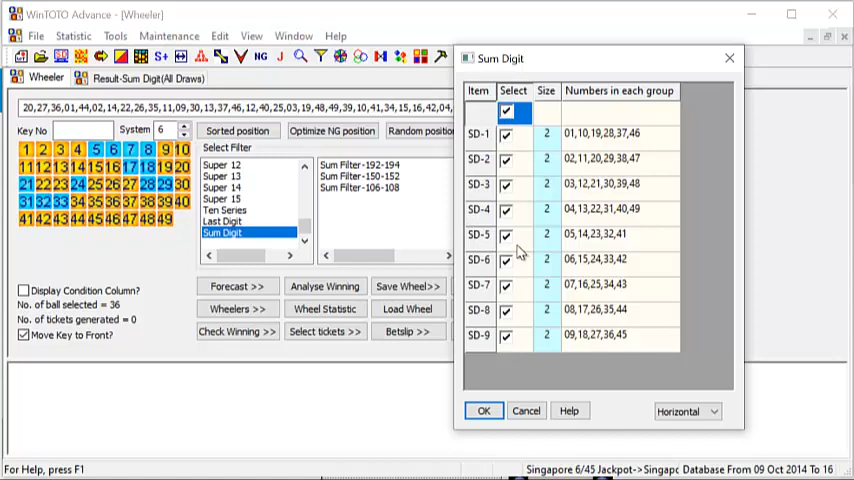 WinTOTO Advance - [Wheeler]
File Statistic Tools Maintenance Edit View Window Help
S+ NG
Wheeler Result-Sum Digit(All Draws)
20,27,36,01,44,02,14,22,26,35,11,09,30,13,37,46,12,40,25,03,19,48,49,39,10,41,34,15,16,42,04,
Key No System 6 Sorted position Optimize NG position Random position
1 2 3 4 5 6 7 8 9 10
11 12 13 14 15 16 17 18 19 20
21 22 23 24 25 26 27 28 29 30
31 32 33 34 35 36 37 38 39 40
41 42 43 44 45 46 47 48 49
Select Filter
Super 12
Super 13
Super 14
Super 15
Ten Series
Last Digit
Sum Digit
Sum Filter-192-194
Sum Filter-150-152
Sum Filter-106-108
Display Condition Column?
No. of ball selected = 36
No. of tickets generated = 0
Move Key to Front?
Forecast >> Analyse Winning Save Wheel>>
Wheelers >> Wheel Statistic Load Wheel
Check Winning >> Select tickets >> Betslip >>
Sum Digit
Item Select Size Numbers in each group
SD-1 2 01,10,19,28,37,46
SD-2 2 02,11,20,29,38,47
SD-3 2 03,12,21,30,39,48
SD-4 2 04,13,22,31,40,49
SD-5 2 05,14,23,32,41
SD-6 2 06,15,24,33,42
SD-7 2 07,16,25,34,43
SD-8 2 08,17,26,35,44
SD-9 2 09,18,27,36,45
OK Cancel Help Horizontal
For Help, press F1
Singapore 6/45 Jackpot->Singapc Database From 09 Oct 2014 To 16